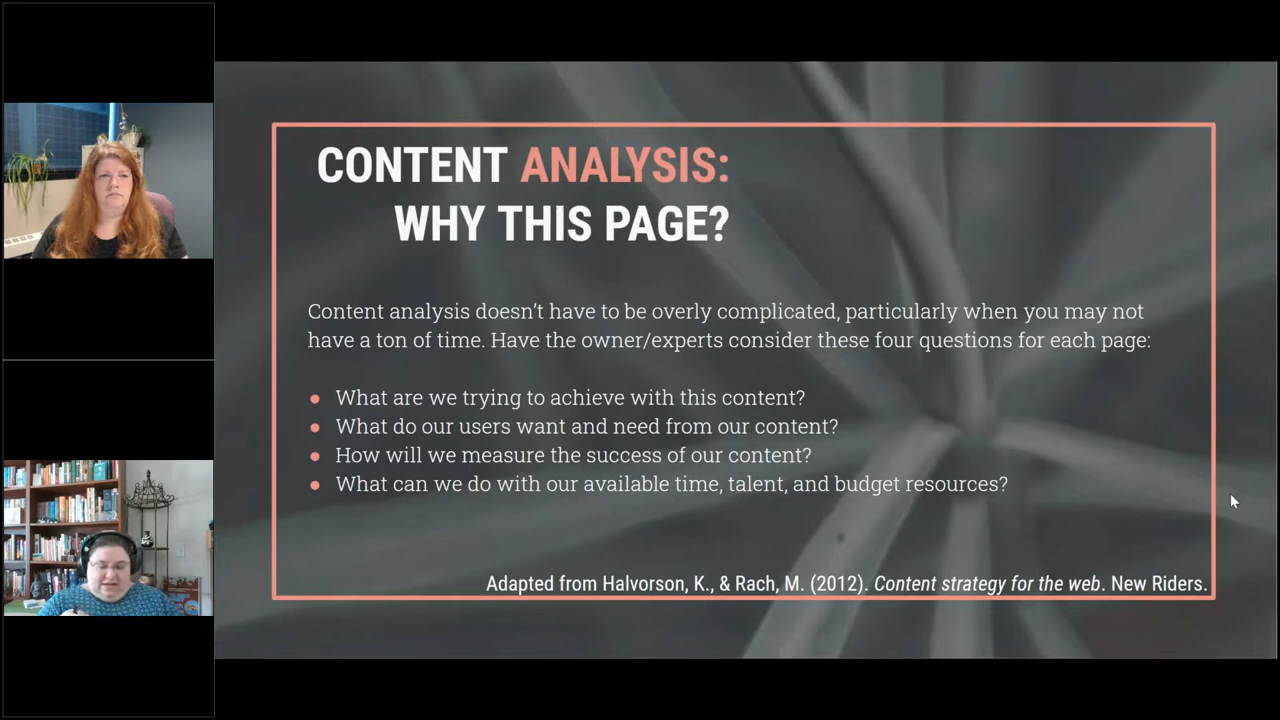 CONTENT ANALYSIS:
WHY THIS PAGE?
Content analysis doesn’t have to be overly complicated, particularly when you may not
have a ton of time. Have the owner/experts consider these four questions for each page:
● What are we trying to achieve with this content?
● What do our users want and need from our content?
● How will we measure the success of our content?
● What can we do with our available time, talent, and budget resources?
Adapted from Halvorson, K., & Rach, M. (2012). Content strategy for the web. New Riders.